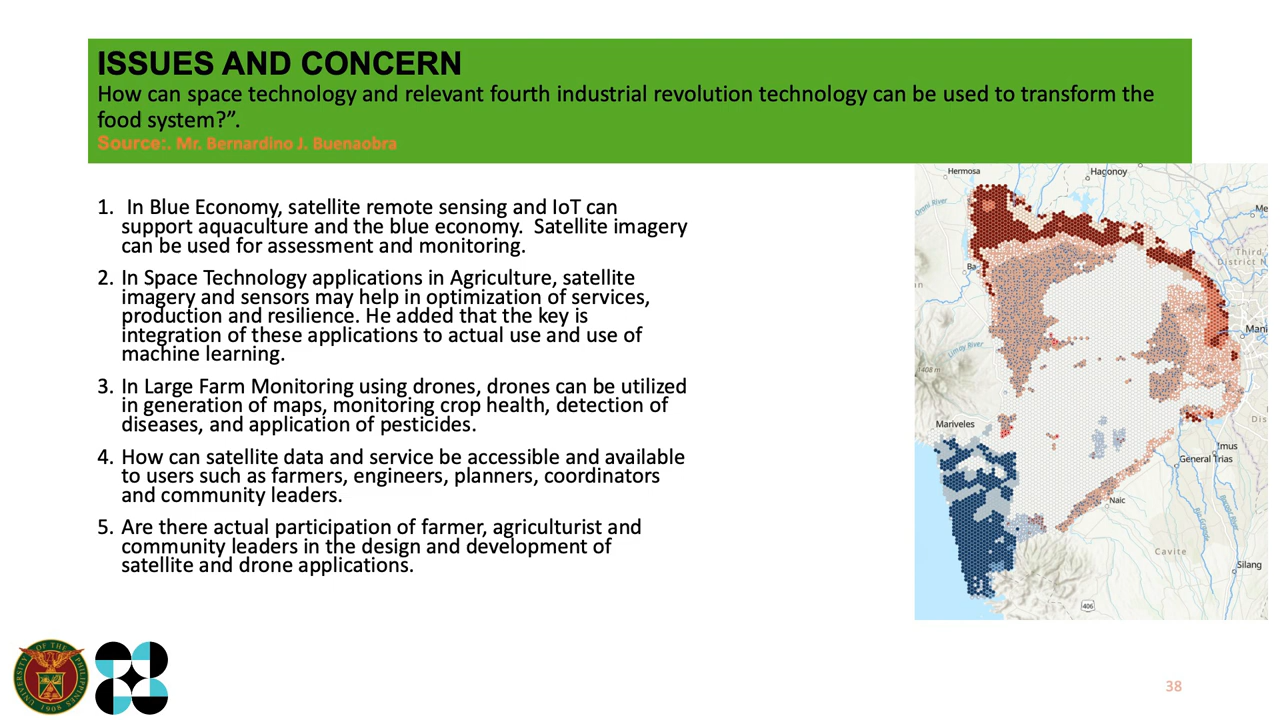 ISSUES AND CONCERN
How can space technology and relevant fourth industrial revolution technology can be used to transform the
food system?”.
Source:. Mr. Bernardino J. Buenaobra
1. In Blue Economy, satellite remote sensing and IoT can
support aquaculture and the blue economy. Satellite imagery
can be used for assessment and monitoring.
2. In Space Technology applications in Agriculture, satellite
imagery and sensors may help in optimization of services,
production and resilience. He added that the key is
integration of these applications to actual use and use of
machine learning.
3. In Large Farm Monitoring using drones, drones can be utilized
in generation of maps, monitoring crop health, detection of
diseases, and application of pesticides.
4. How can satellite data and service be accessible and available
to users such as farmers, engineers, planners, coordinators
and community leaders.
5. Are there actual participation of farmer, agriculturist and
community leaders in the design and development of
satellite and drone applications.
Hermosa
Hagonoy
Me
Third
District N
Ba
Mani
Limay River
1408 m
Mariveles
Dis
Imus
General Trias
Naic
Cavite
Silang
406
UNIVERSITY OF THE PHILIPPINES
1908
38